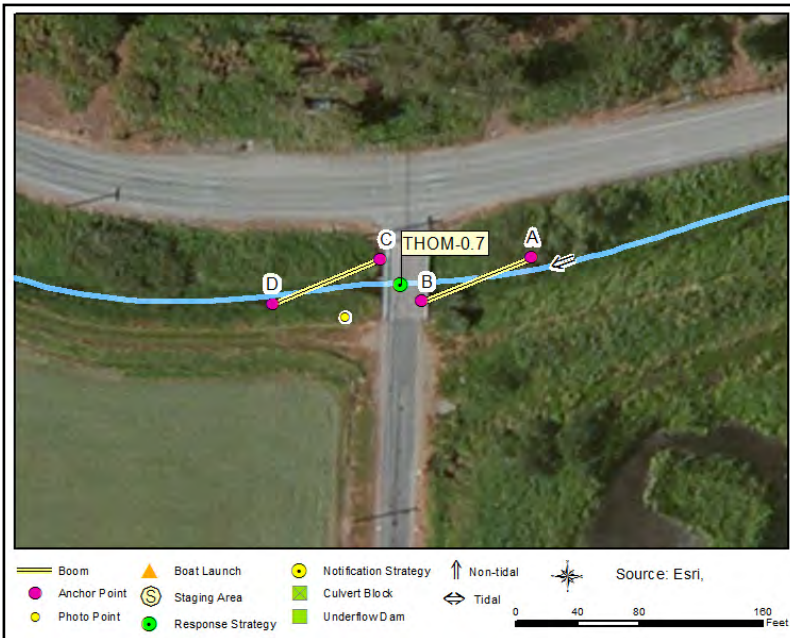 C
THOM-0.7
A
D
B
Boom
Boat Launch
Notification Strategy
Non-tidal
Source: Esri,
Anchor Point
S
Staging Area
Culvert Block
Tidal
Photo Point
Response Strategy
Underflow Dam
0 40 80 160
Feet